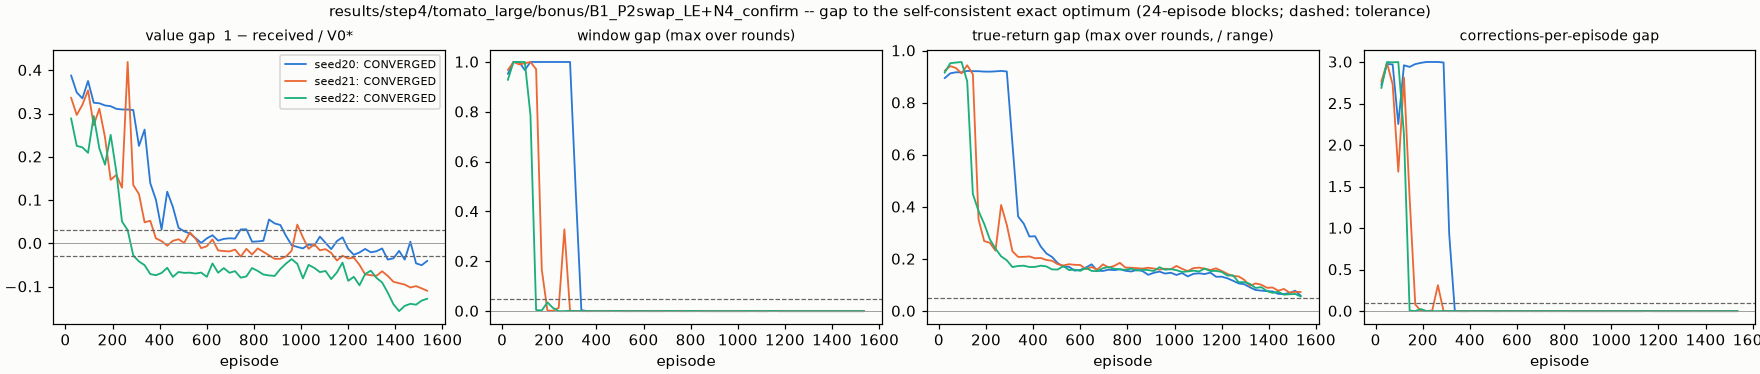 results/step4/tomato_large/bonus/B1_P2swap_LE+N4_confirm -- gap to the self-consistent exact optimum (24-episode blocks; dashed: tolerance)
value gap 1 − received / V0*
seed20: CONVERGED
seed21: CONVERGED
seed22: CONVERGED
0.4
0.3
0.2
0.1
0.0
−0.1
0 200 400 600 800 1000 1200 1400 1600
episode
window gap (max over rounds)
1.0
0.8
0.6
0.4
0.2
0.0
0 200 400 600 800 1000 1200 1400 1600
episode
true-return gap (max over rounds, / range)
1.0
0.8
0.6
0.4
0.2
0.0
0 200 400 600 800 1000 1200 1400 1600
episode
corrections-per-episode gap
3.0
2.5
2.0
1.5
1.0
0.5
0.0
0 200 400 600 800 1000 1200 1400 160
episode